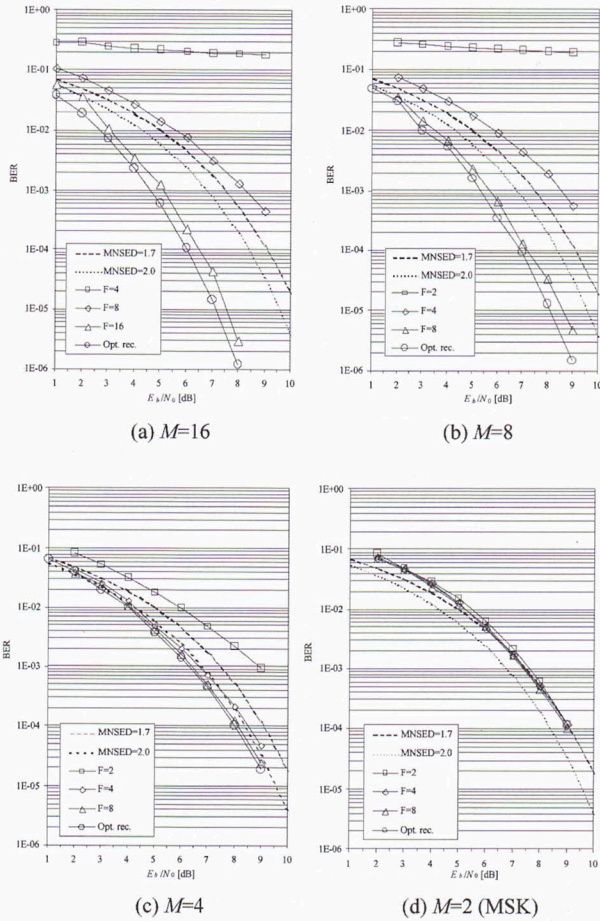 1E+00
1E-01
1E-02
1E-03
1E-04
1E-05
1E-06
BER
MNSED=1.7
MNSED=2.0
F=4
F=8
F=16
Opt. rec.
1 2 3 4 5 6 7 8 9 10
E_b/N_0 [dB]
(a) M=16
1E+00
1E-01
1E-02
1E-03
1E-04
1E-05
1E-06
BER
MNSED=1.7
MNSED=2.0
F=2
F=4
F=8
Opt. rec.
1 2 3 4 5 6 7 8 9 10
E_b/N_0 [dB]
(b) M=8
1E+00
1E-01
1E-02
1E-03
1E-04
1E-05
1E-06
BER
MNSED=1.7
MNSED=2.0
F=2
F=4
F=8
Opt. rec.
1 2 3 4 5 6 7 8 9 10
E_b/N_0 [dB]
(c) M=4
1E+00
1E-01
1E-02
1E-03
1E-04
1E-05
1E-06
BER
MNSED=1.7
MNSED=2.0
F=2
F=4
F=8
Opt. rec.
1 2 3 4 5 6 7 8 9 10
E_b/N_0 [dB]
(d) M=2 (MSK)